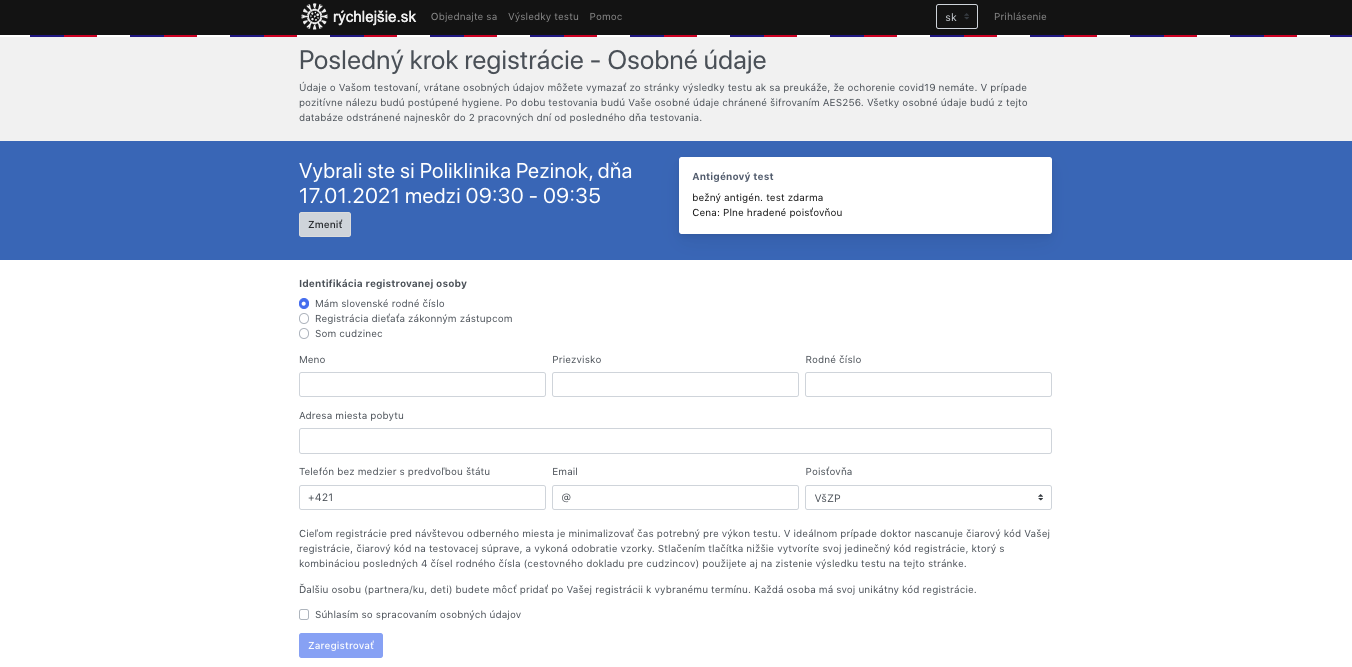 rýchlejšie.sk Objednajte sa Výsledky testu Pomoc sk Prihlásenie
Posledný krok registrácie - Osobné údaje
Údaje o Vašom testovaní, vrátane osobných údajov môžete vymazať zo stránky výsledky testu ak sa preukáže, že ochorenie covid19 nemáte. V prípade
pozitívne nálezu budú postúpené hygiene. Po dobu testovania budú Vaše osobné údaje chránené šifrovaním AES256. Všetky osobné údaje budú z tejto
databáze odstránené najneskôr do 2 pracovných dní od posledného dňa testovania.
Vybrali ste si Poliklinika Pezinok, dňa
17.01.2021 medzi 09:30 - 09:35
Zmeniť
Antigénový test
bežný antigén. test zdarma
Cena: Plne hradené poisťovňou
Identifikácia registrovanej osoby
Mám slovenské rodné číslo
Registrácia dieťaťa zákonným zástupcom
Som cudzinec
Meno Priezvisko Rodné číslo
Adresa miesta pobytu
Telefón bez medzier s predvoľbou štátu Email Poisťovňa
+421 @ VšZP
Cieľom registrácie pred návštevou odberného miesta je minimalizovať čas potrebný pre výkon testu. V ideálnom prípade doktor nascanuje čiarový kód Vašej
registrácie, čiarový kód na testovacej súprave, a vykoná odobratie vzorky. Stlačením tlačítka nižšie vytvoríte svoj jedinečný kód registrácie, ktorý s
kombináciou posledných 4 čísel rodného čísla (cestovného dokladu pre cudzincov) použijete aj na zistenie výsledku testu na tejto stránke.
Ďalšiu osobu (partnera/ku, deti) budete môcť pridať po Vašej registrácii k vybranému termínu. Každá osoba má svoj unikátny kód registrácie.
Súhlasím so spracovaním osobných údajov
Zaregistrovať